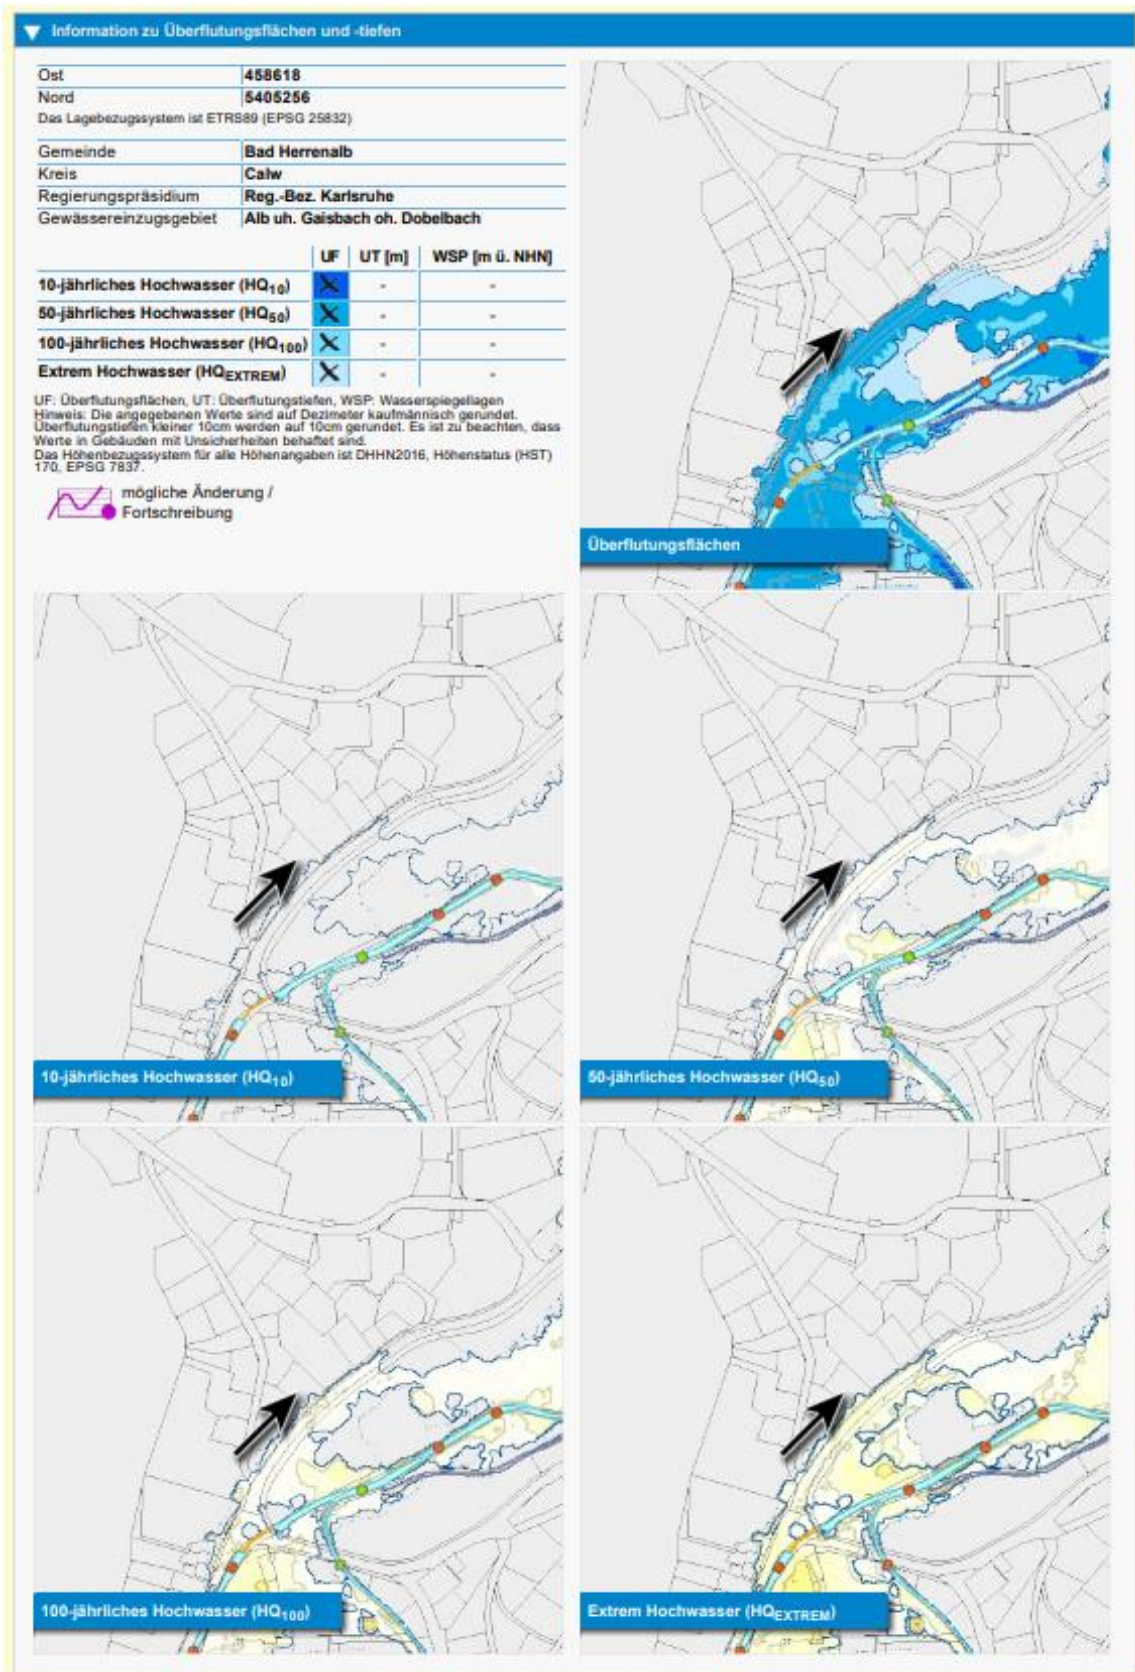 Information zu Überflutungsflächen und -tiefen
Ost 458618
Nord 5405256
Das Lagebezugssystem ist ETRS89 (EPSG 25832)
Gemeinde Bad Herrenalb
Kreis Calw
Regierungspräsidium Reg.-Bez. Karlsruhe
Gewässereinzugsgebiet Alb uh. Gaisbach oh. Dobelbach
UF UT [m] WSP [m ü. NHN]
10-jährliches Hochwasser (HQ10) - -
50-jährliches Hochwasser (HQ50) - -
100-jährliches Hochwasser (HQ100) - -
Extrem Hochwasser (HQEXTREM) - -
UF: Überflutungsflächen, UT: Überflutungstiefen, WSP: Wasserspiegellagen
Hinweis: Die angegebenen Werte sind auf Dezimeter kaufmännisch gerundet.
Überflutungstiefen kleiner 10cm werden auf 10cm gerundet. Es ist zu beachten, dass
Werte in Gebäuden mit Unsicherheiten behaftet sind.
Das Höhenbezugssystem für alle Höhenangaben ist DHHN2016, Höhenstatus (HST)
170, EPSG 7837.
mögliche Änderung /
Fortschreibung
Überflutungsflächen
10-jährliches Hochwasser (HQ10)
50-jährliches Hochwasser (HQ50)
100-jährliches Hochwasser (HQ100)
Extrem Hochwasser (HQEXTREM)